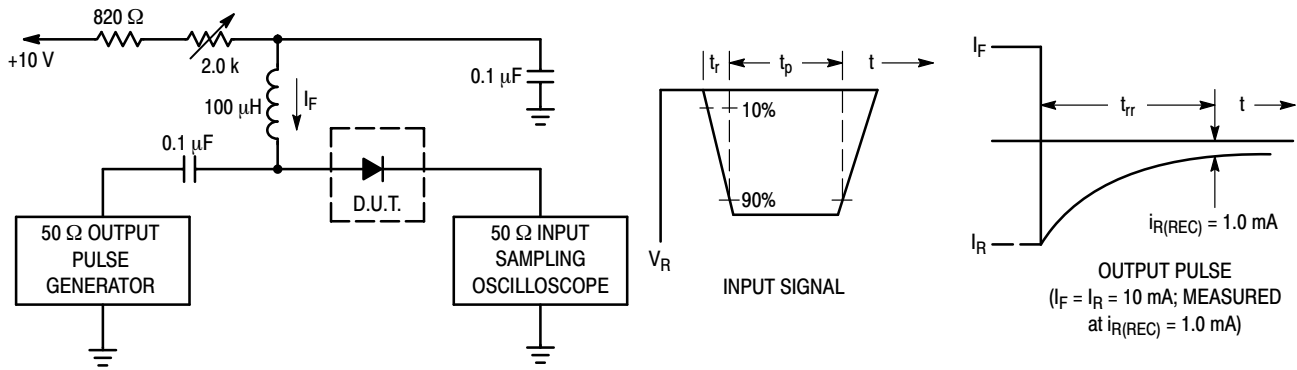 820 Ω
+10 V
2.0 k
100 µH
I_F
0.1 µF
0.1 µF
D.U.T.
50 Ω OUTPUT
PULSE
GENERATOR
50 Ω INPUT
SAMPLING
OSCILLOSCOPE
t_r
t_p
t
10%
90%
V_R
INPUT SIGNAL
I_F
t_rr
t
I_R
i_R(REC) = 1.0 mA
OUTPUT PULSE
(I_F = I_R = 10 mA; MEASURED
at i_R(REC) = 1.0 mA)